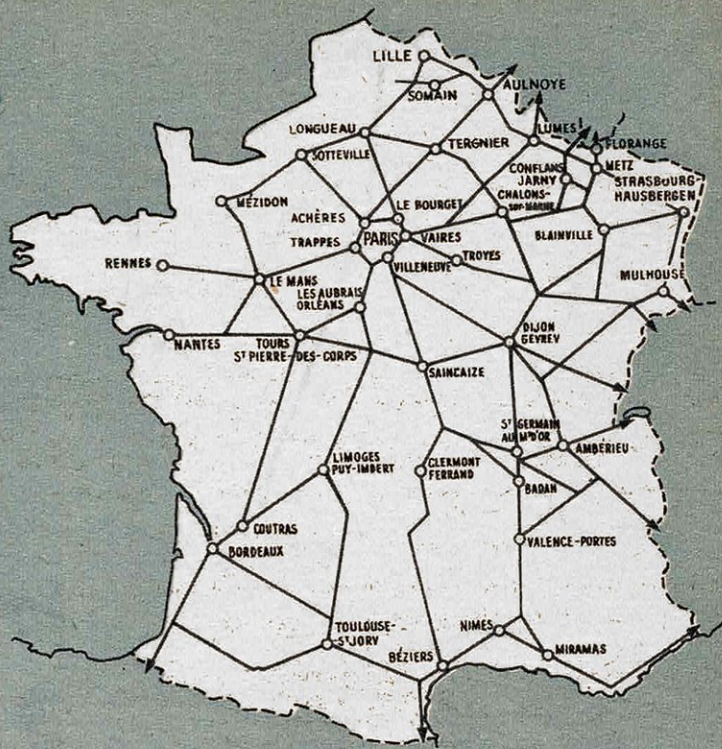 LILLE
SOMAIN
AULNOYE
LONGUEAU
SOTTEVILLE
TERGNIER
LUMES
FLORANGE
METZ
CONFLANS
JARNY
STRASBOURG-
HAUSBERGEN
MÉZIDON
ACHÈRES
LE BOURGET
CHALONS-
SUR-MARNE
TRAPPES
PARIS
VAIRES
BLAINVILLE
RENNES
VILLENEUVE
TROYES
LE MANS
LES AUBRAIS
ORLÉANS
MULHOUSE
NANTES
TOURS
ST PIERRE-DES-CORPS
DIJON
GEVREY
SAINCAIZE
ST GERMAIN
AU MT D'OR
AMBÉRIEU
LIMOGES
PUY-IMBERT
CLERMONT
FERRAND
BADAN
COUTRAS
BORDEAUX
VALENCE-PORTES
TOULOUSE-
ST JORY
NIMES
MIRAMAS
BÉZIERS